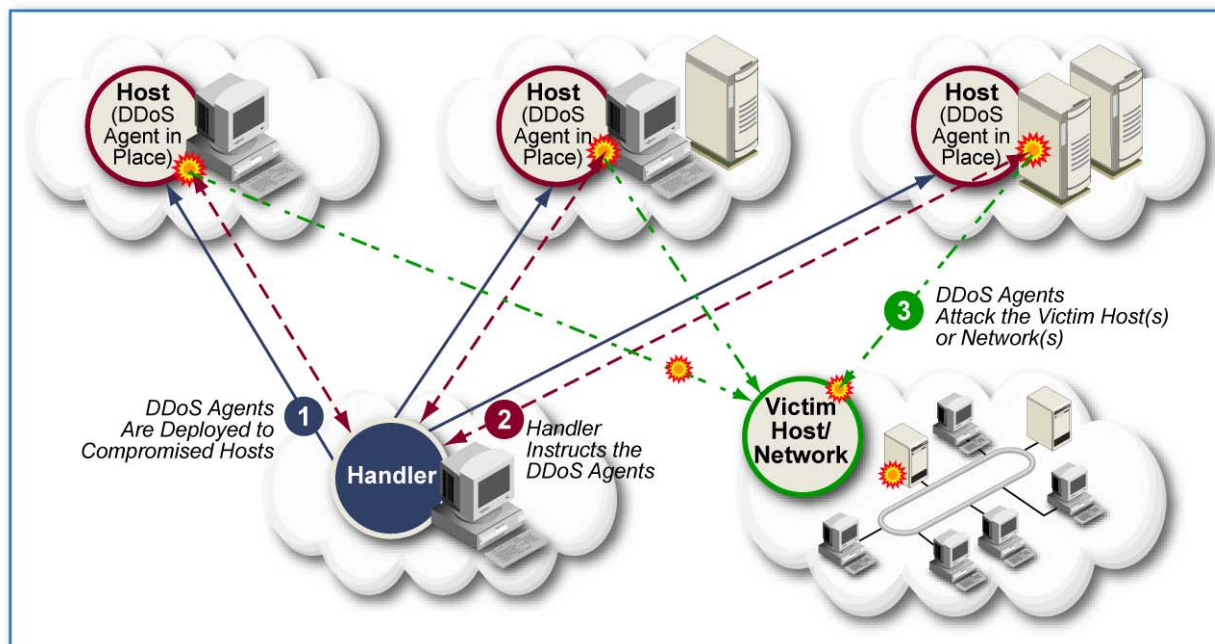 Host
(DDoS
Agent in
Place)
Host
(DDoS
Agent in
Place)
Host
(DDoS
Agent in
Place)
3
DDoS Agents
Attack the Victim Host(s)
or Network(s)
DDoS Agents
Are Deployed to
Compromised Hosts
1
Handler
2
Handler
Instructs the
DDoS Agents
Victim
Host/
Network